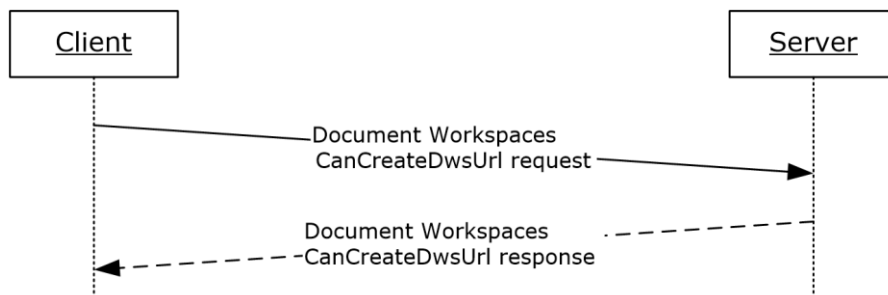 Client
Server
Document Workspaces
CanCreateDwsUrl request
Document Workspaces
CanCreateDwsUrl response